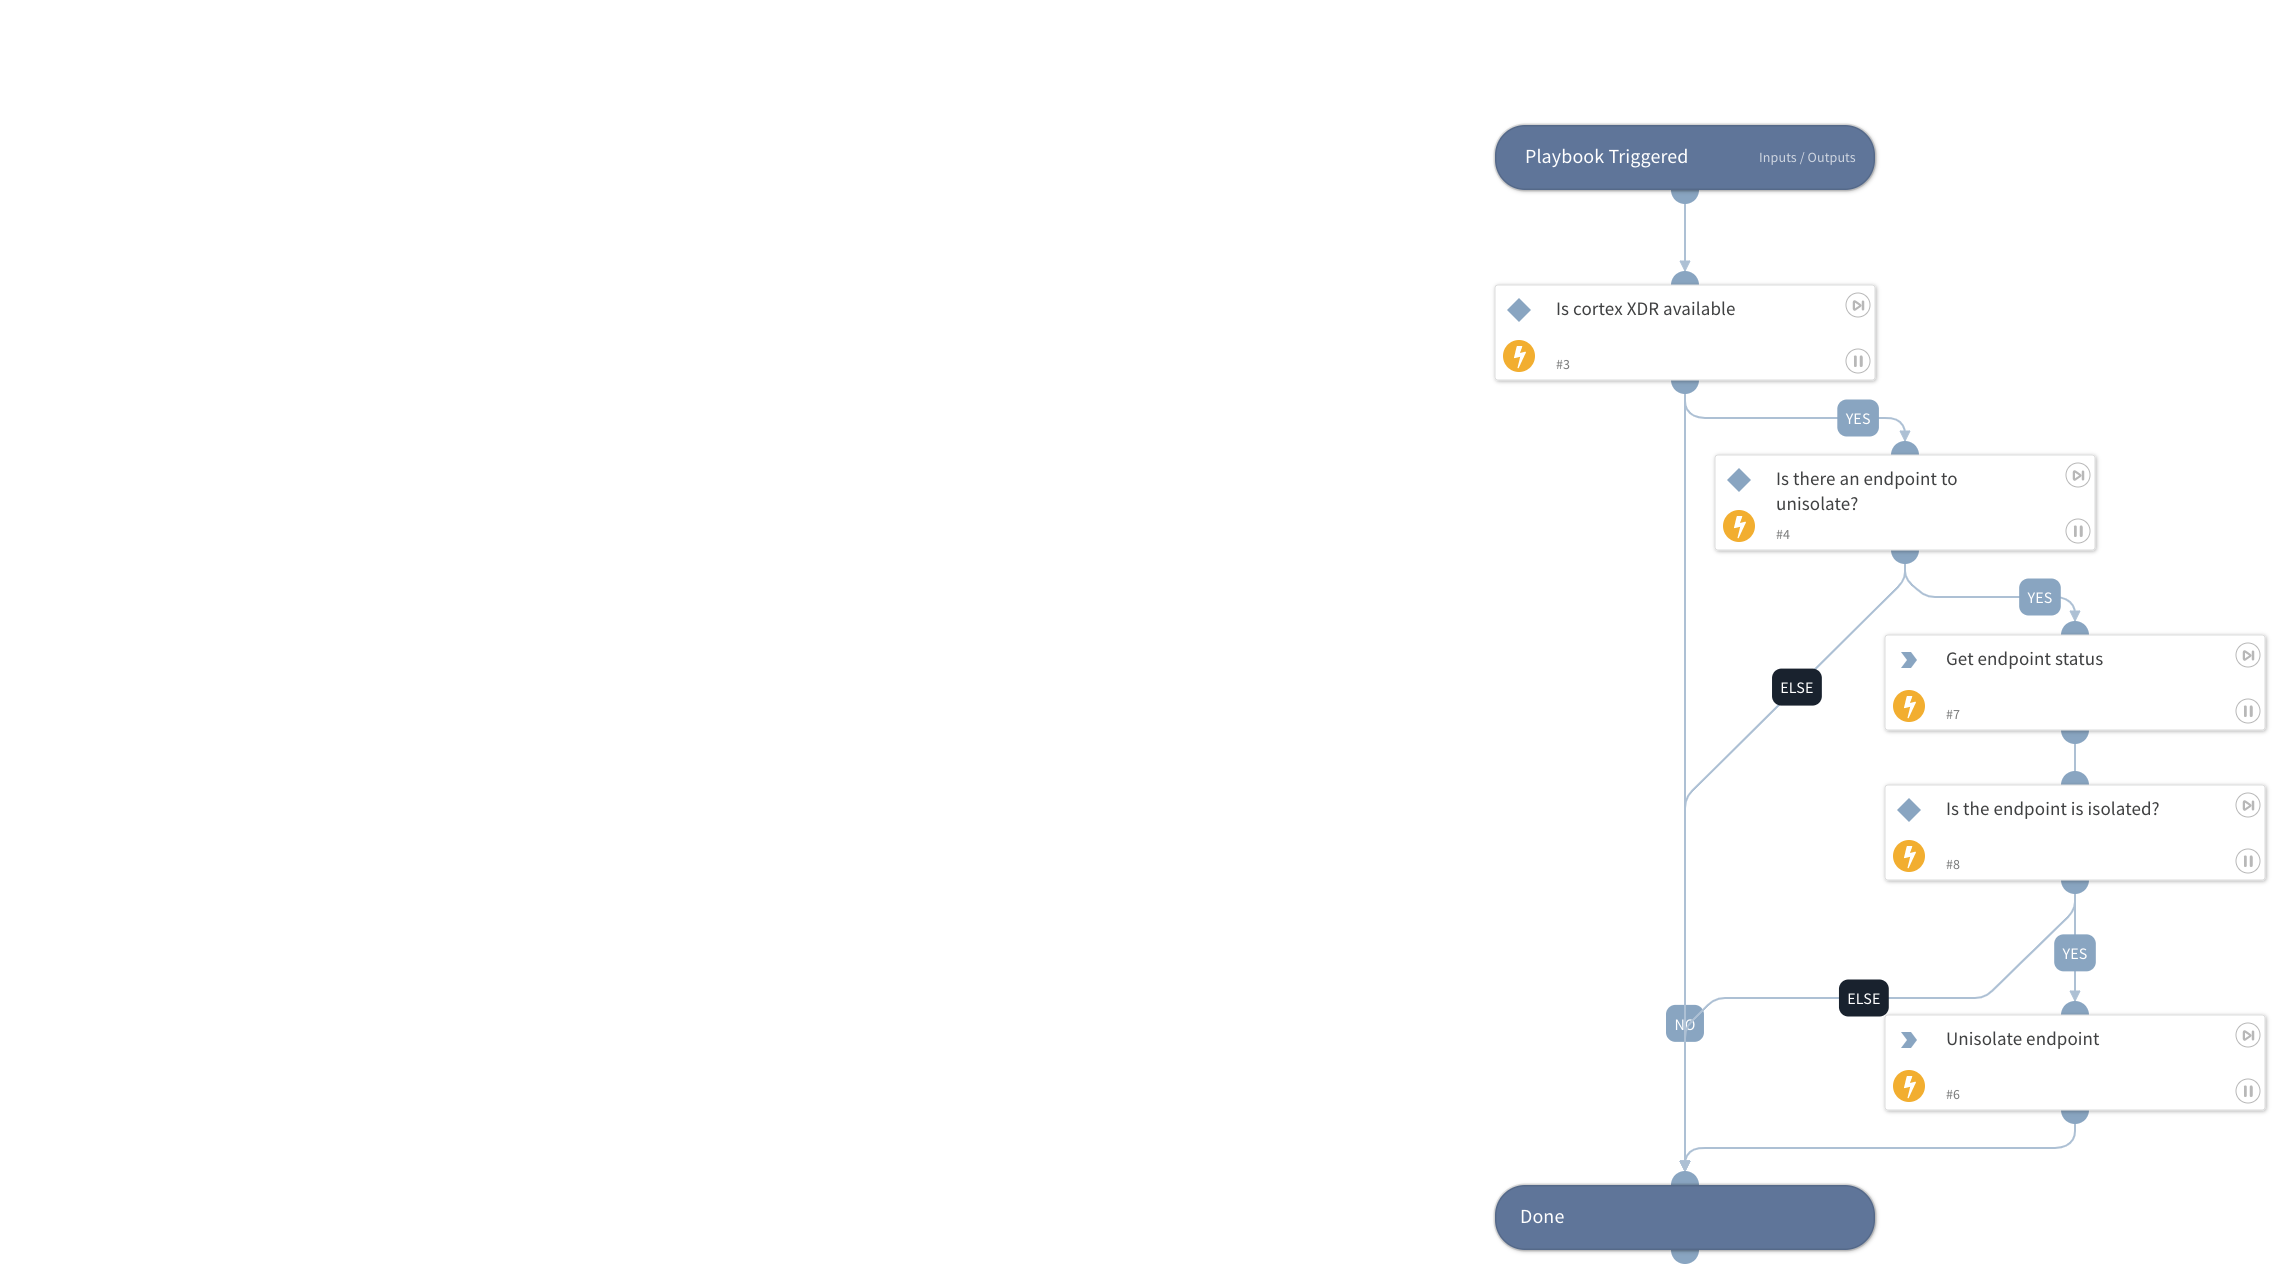 Playbook Triggered
Inputs / Outputs
Is cortex XDR available
#3
YES
Is there an endpoint to
unisolate?
#4
YES
Get endpoint status
#7
ELSE
Is the endpoint is isolated?
#8
YES
ELSE
NO
Unisolate endpoint
#6
Done